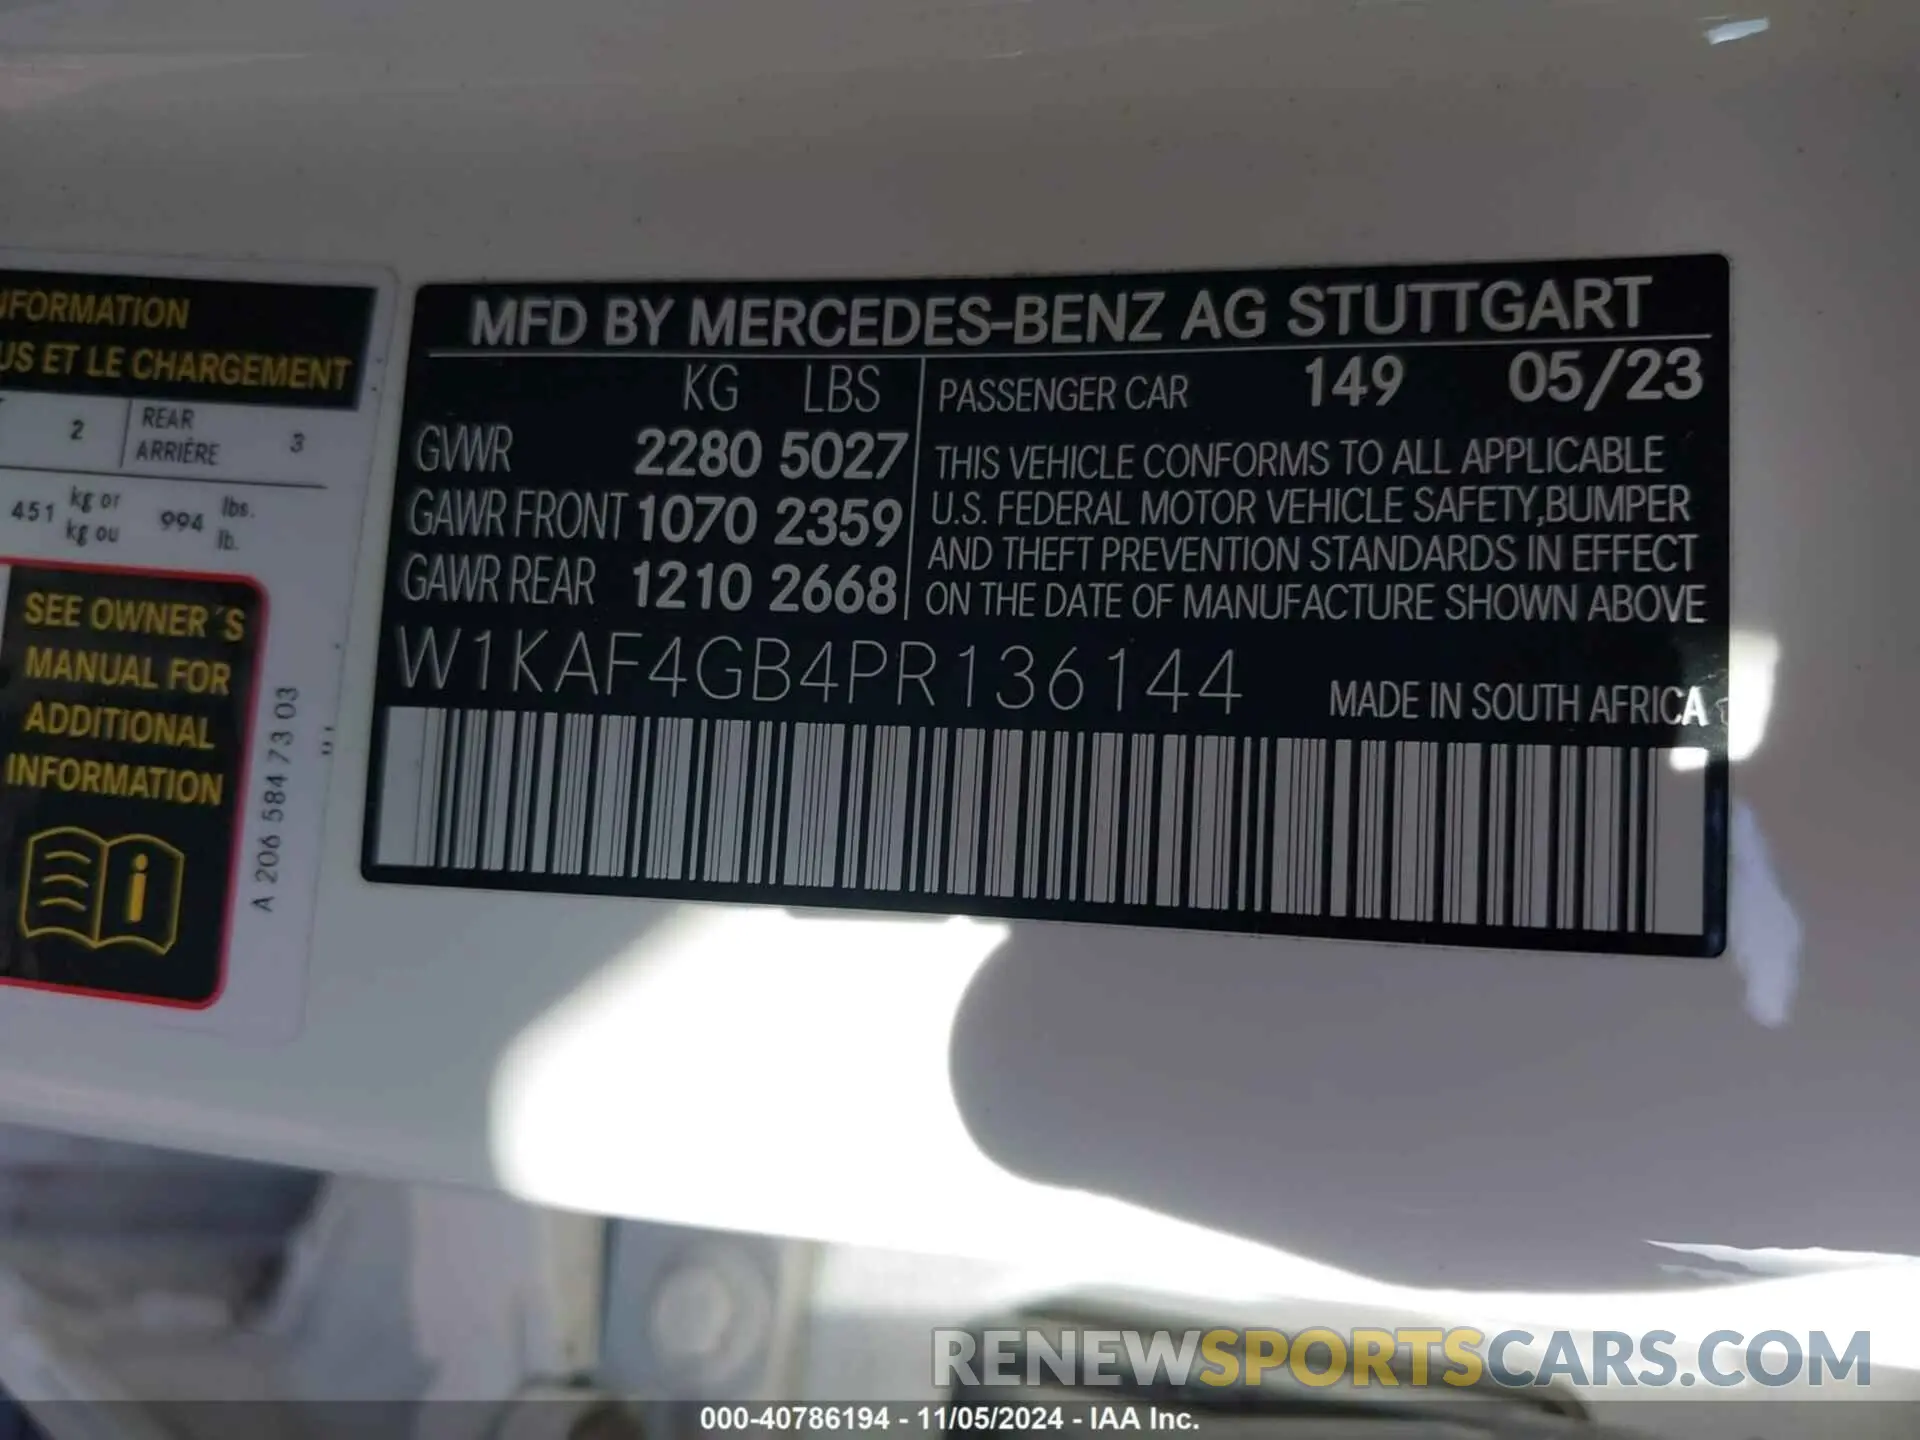 NFORMATION
US ET LE CHARGEMENT
2 REAR ARRIÈRE 3
451 kg or kg ou 994 lbs. lb.
SEE OWNER´S
MANUAL FOR
ADDITIONAL
INFORMATION
A 206 584 73 03
MFD BY MERCEDES-BENZ AG STUTTGART
KG LBS
GVWR 2280 5027
GAWR FRONT 1070 2359
GAWR REAR 1210 2668
PASSENGER CAR 149 05/23
THIS VEHICLE CONFORMS TO ALL APPLICABLE
U.S. FEDERAL MOTOR VEHICLE SAFETY,BUMPER
AND THEFT PREVENTION STANDARDS IN EFFECT
ON THE DATE OF MANUFACTURE SHOWN ABOVE
W1KAF4GB4PR136144 MADE IN SOUTH AFRICA
RENEWSPORTSCARS.COM
000-40786194 - 11/05/2024 - IAA Inc.